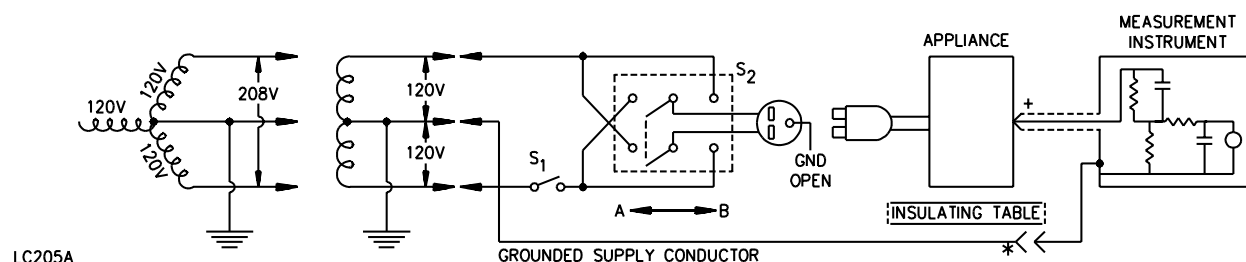 MEASUREMENT
INSTRUMENT
APPLIANCE
120V
120V
120V
208V
120V
120V
S1
S2
A
B
GND
OPEN
+
INSULATING TABLE
*
GROUNDED SUPPLY CONDUCTOR
LC205A